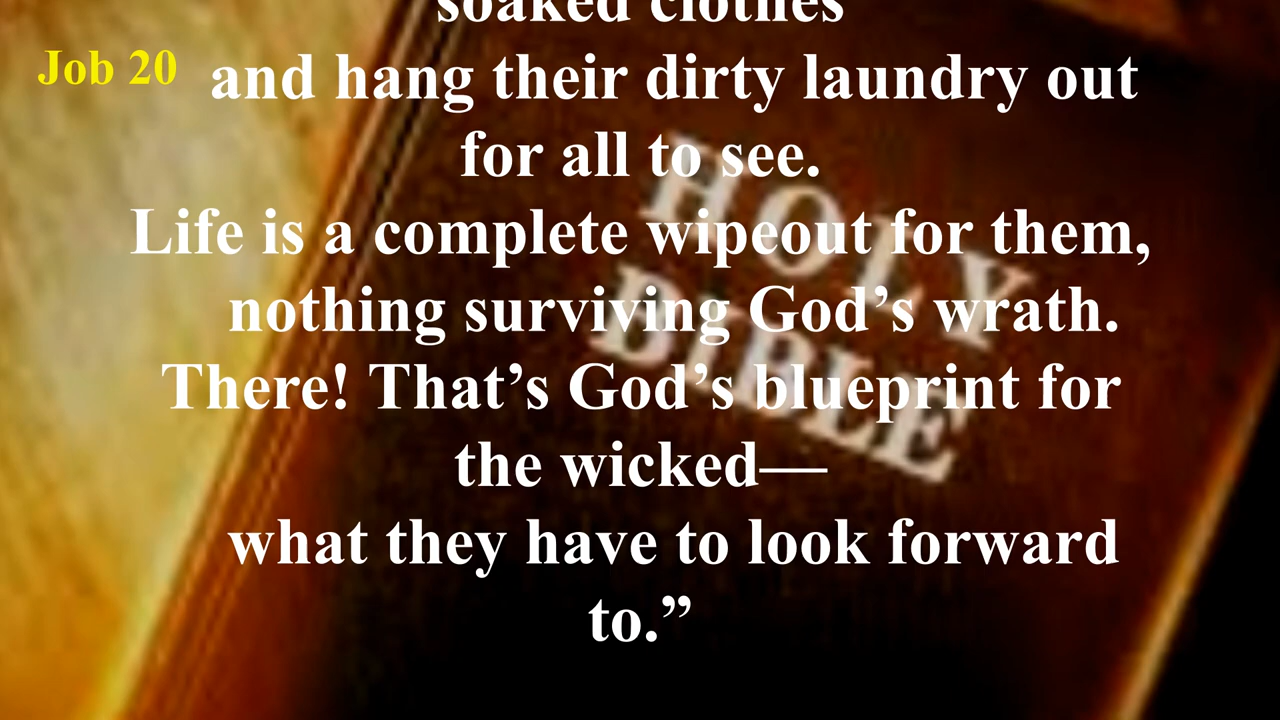 soaked clothes
Job 20
and hang their dirty laundry out
for all to see.
Life is a complete wipeout for them,
nothing surviving God’s wrath.
There! That’s God’s blueprint for
the wicked—
what they have to look forward
to.”
HOLY
BIBLE